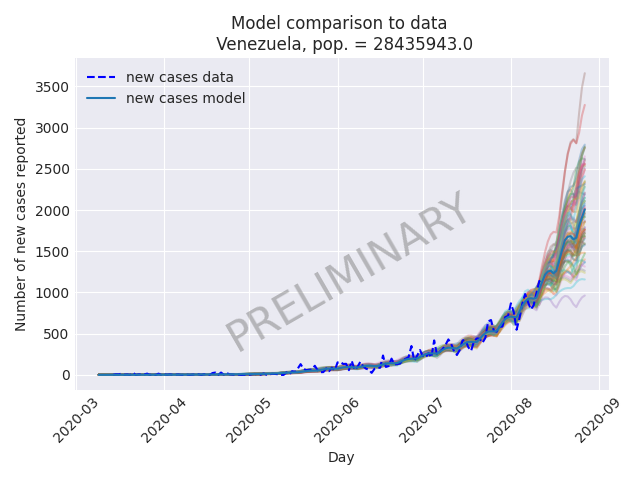 Model comparison to data
Venezuela, pop. = 28435943.0
new cases data
new cases model
PRELIMINARY
Number of new cases reported
3500
3000
2500
2000
1500
1000
500
0
2020-03
2020-04
2020-05
2020-06
2020-07
2020-08
2020-09
Day